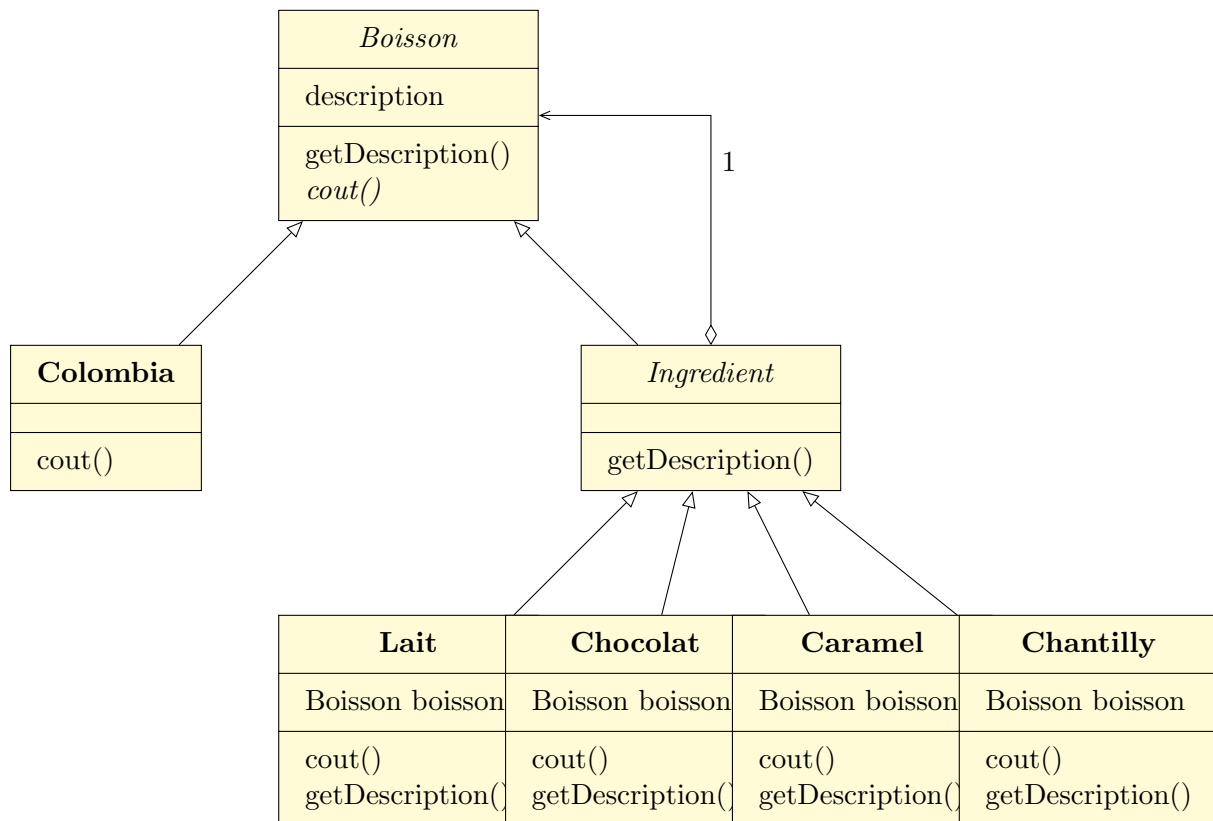 Boisson
description
getDescription()
cout()
1
Colombia
cout()
Ingredient
getDescription()
Lait
Boisson boisson
cout()
getDescription()
Chocolat
Boisson boisson
cout()
getDescription()
Caramel
Boisson boisson
cout()
getDescription()
Chantilly
Boisson boisson
cout()
getDescription()